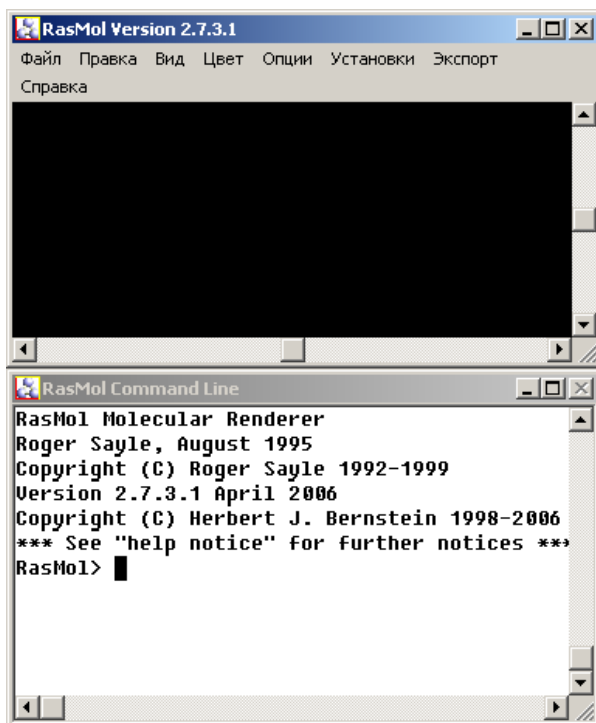 RasMol Version 2.7.3.1
Файл Правка Вид Цвет Опции Установки Экспорт
Справка
RasMol Command Line
RasMol Molecular Renderer
Roger Sayle, August 1995
Copyright (C) Roger Sayle 1992-1999
Version 2.7.3.1 April 2006
Copyright (C) Herbert J. Bernstein 1998-2006
*** See "help notice" for further notices ***
RasMol>